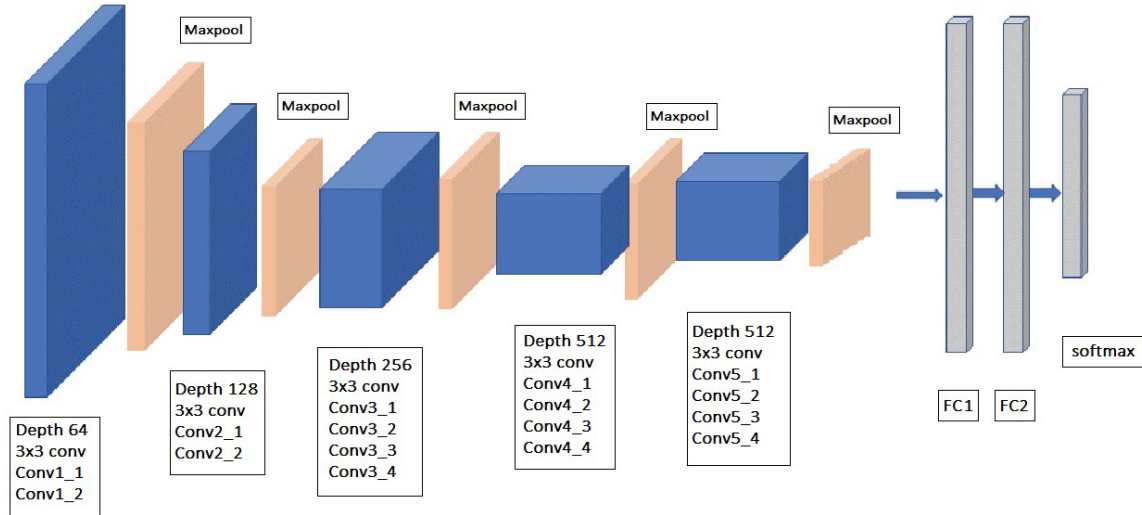 Maxpool
Maxpool
Maxpool
Maxpool
Maxpool
Depth 64
3x3 conv
Conv1_1
Conv1_2
Depth 128
3x3 conv
Conv2_1
Conv2_2
Depth 256
3x3 conv
Conv3_1
Conv3_2
Conv3_3
Conv3_4
Depth 512
3x3 conv
Conv4_1
Conv4_2
Conv4_3
Conv4_4
Depth 512
3x3 conv
Conv5_1
Conv5_2
Conv5_3
Conv5_4
FC1
FC2
softmax